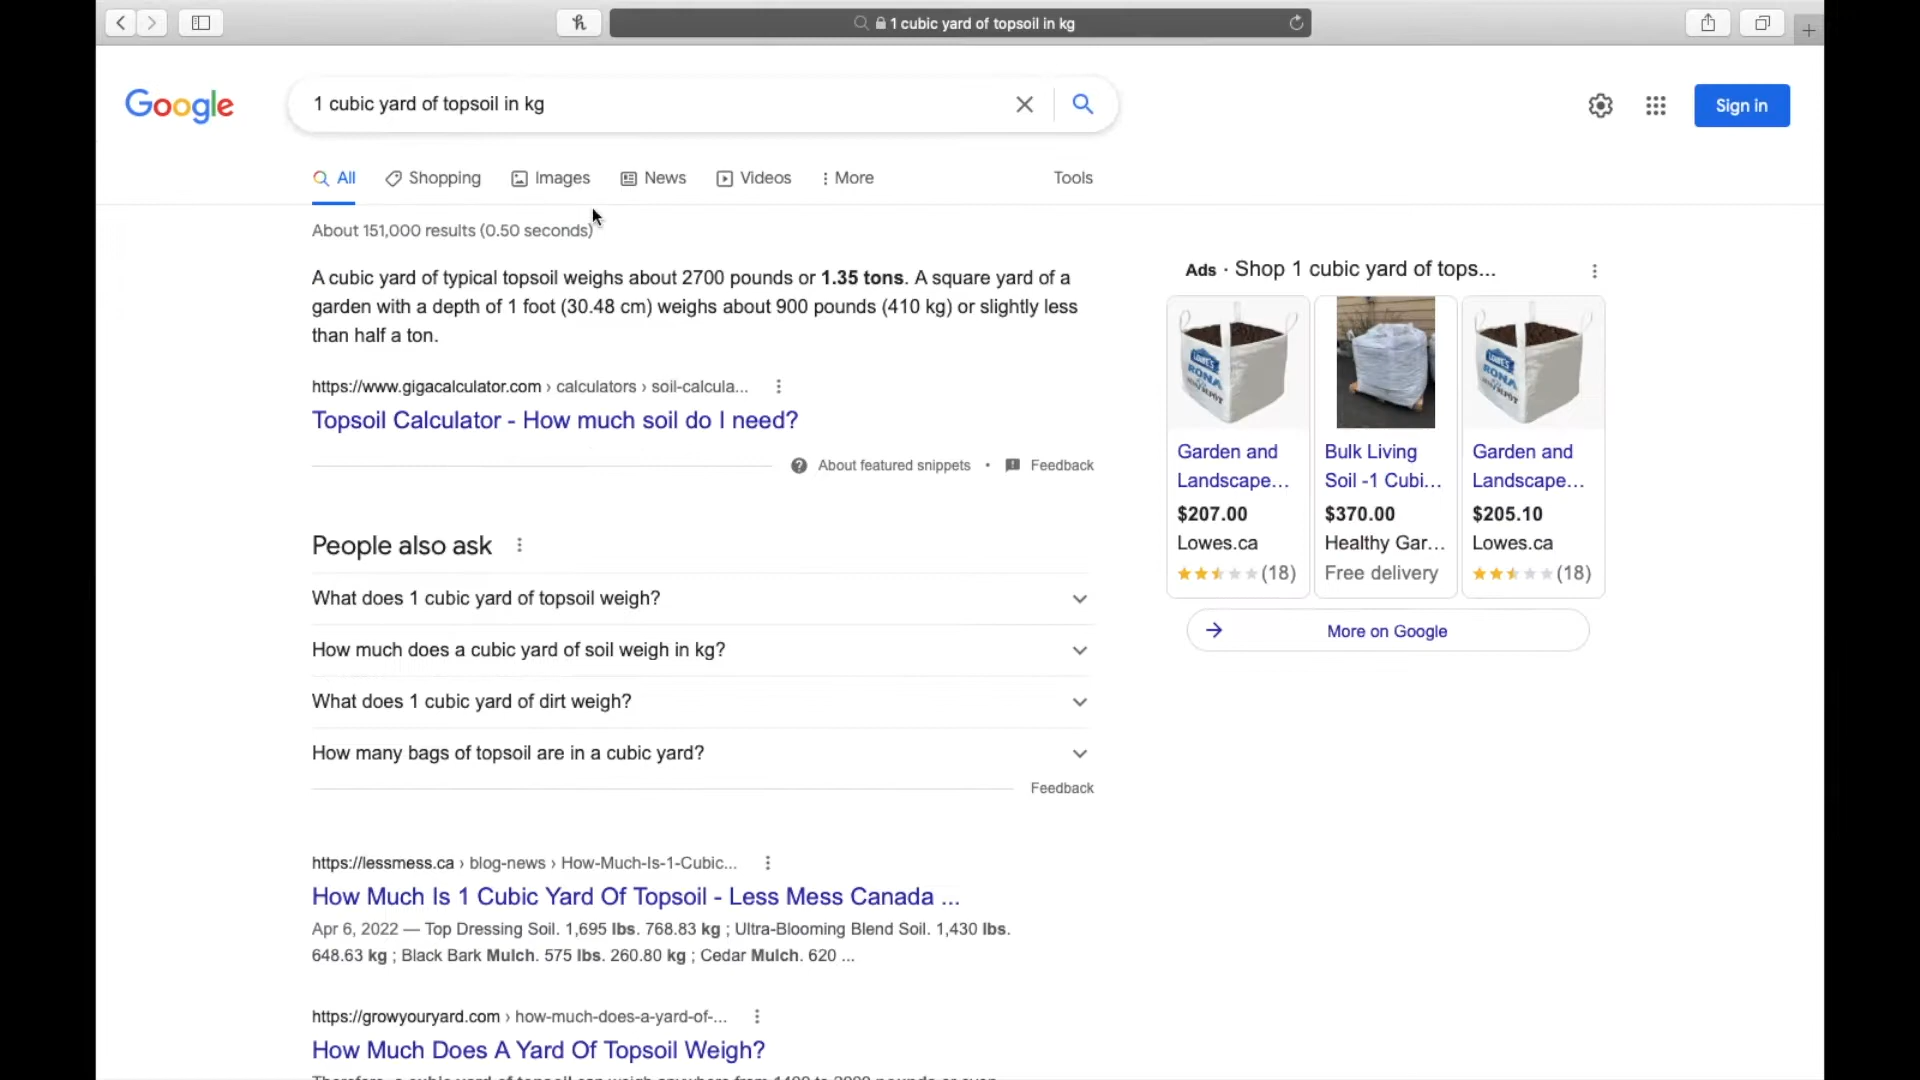 1 cubic yard of topsoil in kg
Google
1 cubic yard of topsoil in kg
Sign in
All
Shopping
Images
News
Videos
More
Tools
About 151,000 results (0.50 seconds)
A cubic yard of typical topsoil weighs about 2700 pounds or 1.35 tons. A square yard of a
garden with a depth of 1 foot (30.48 cm) weighs about 900 pounds (410 kg) or slightly less
than half a ton.
https://www.gigacalculator.com › calculators › soil-calcula...
Topsoil Calculator - How much soil do I need?
About featured snippets • Feedback
People also ask
What does 1 cubic yard of topsoil weigh?
How much does a cubic yard of soil weigh in kg?
What does 1 cubic yard of dirt weigh?
How many bags of topsoil are in a cubic yard?
Feedback
https://lessmess.ca › blog-news › How-Much-Is-1-Cubic...
How Much Is 1 Cubic Yard Of Topsoil - Less Mess Canada ...
Apr 6, 2022 — Top Dressing Soil. 1,695 lbs. 768.83 kg ; Ultra-Blooming Blend Soil. 1,430 lbs.
648.63 kg ; Black Bark Mulch. 575 lbs. 260.80 kg ; Cedar Mulch. 620 ...
https://growyouryard.com › how-much-does-a-yard-of-...
How Much Does A Yard Of Topsoil Weigh?
Ads · Shop 1 cubic yard of tops...
LOWE'S
RONA
Garden and
Landscape...
$207.00
Lowes.ca
(18)
Bulk Living
Soil -1 Cubi...
$370.00
Healthy Gar...
Free delivery
LOWE'S
RONA
Garden and
Landscape...
$205.10
Lowes.ca
(18)
More on Google